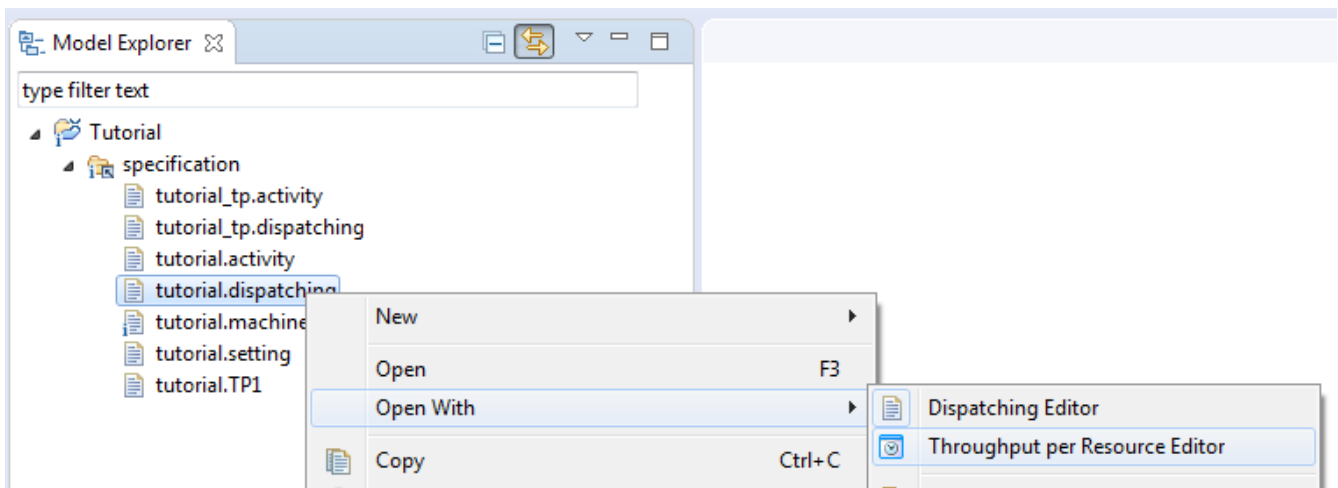 Model Explorer
type filter text
Tutorial
specification
tutorial_tp.activity
tutorial_tp.dispatching
tutorial.activity
tutorial.dispatching
tutorial.machine
tutorial.setting
tutorial.TP1
New
Open F3
Open With
Copy Ctrl+C
Dispatching Editor
Throughput per Resource Editor